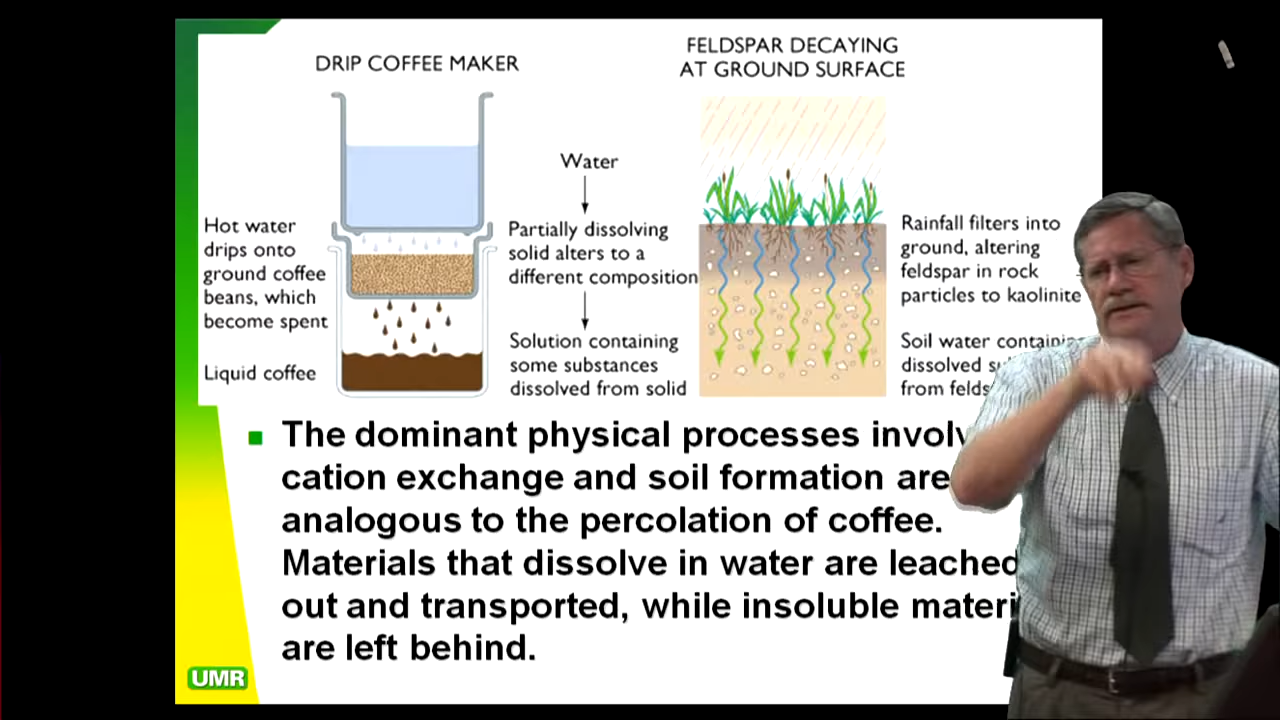 DRIP COFFEE MAKER
FELDSPAR DECAYING
AT GROUND SURFACE
Hot water
drips onto
ground coffee
beans, which
become spent
Liquid coffee
Water
Partially dissolving
solid alters to a
different composition
Solution containing
some substances
dissolved from solid
Rainfall filters into
ground, altering
feldspar in rock
particles to kaolinite
Soil water
dissolved
from
The dominant physical processes
cation exchange and soil formation are
analogous to the percolation of coffee.
Materials that dissolve in water are leached
out and transported, while insoluble
are left behind.
UMR